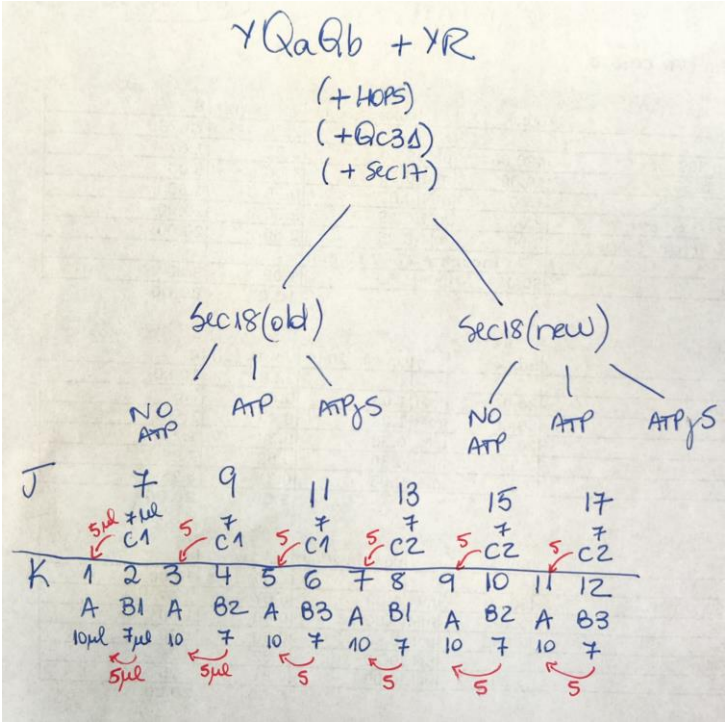 YQaQb + YR
(+HOPS)
(+Qc3Δ)
(+ Sec17)
Sec18(old) Sec18(new)
NO ATP ATP ATPγS NO ATP ATP ATPγS
J 7 9 11 13 15 17
5µl 7µl 5 7 5 7 5 7 5 7 5 7
C1 C1 C1 C2 C2 C2
K 1 2 3 4 5 6 7 8 9 10 11 12
A B1 A B2 A B3 A B1 A B2 A B3
10µl 7µl 10 7 10 7 10 7 10 7 10 7
5µl 5µl 5 5 5 5